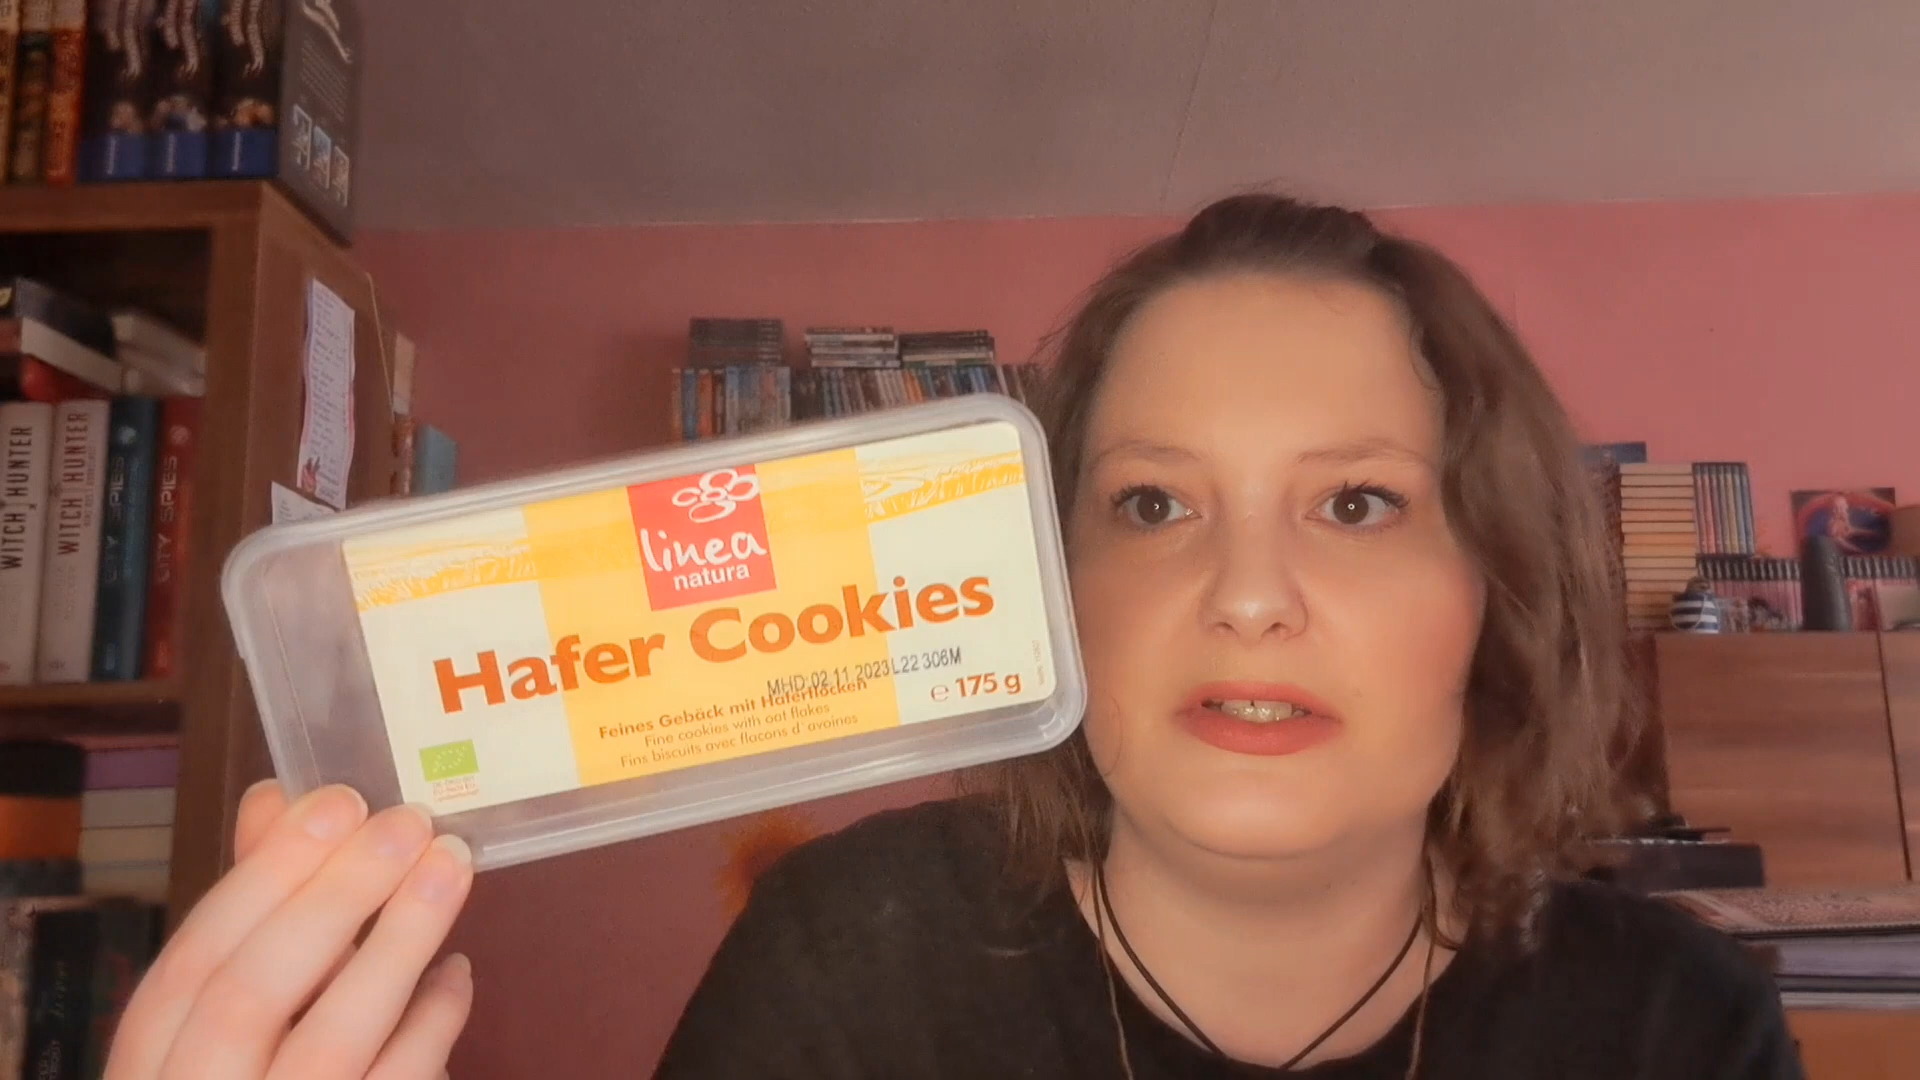 WITCH HUNTER
WITCH HUNTER
CITY SPIES
CITY SPIES
linea
natura
Hafer Cookies
MHD: 02.11.2023 L22 306M
Feines Gebäck mit Haferflocken
Fine cookies with oat flakes
Fins biscuits avec flacons d'avoines
e 175 g